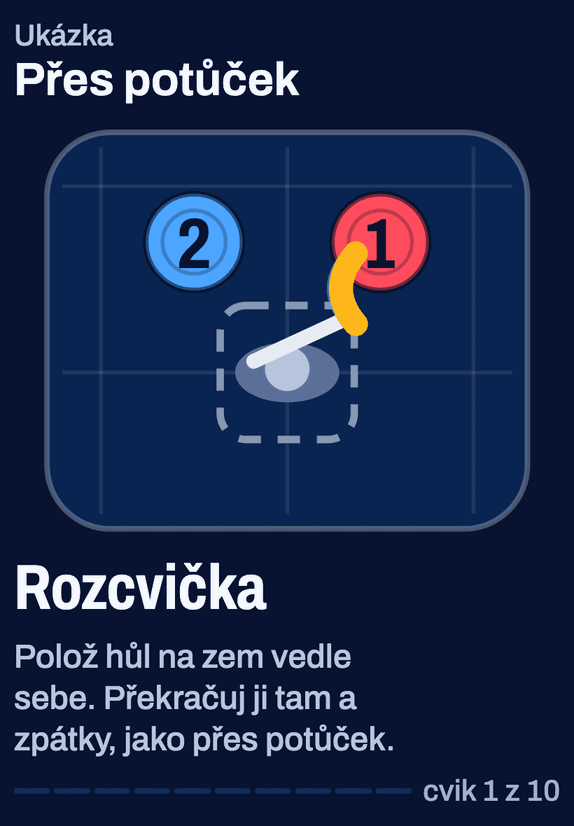 Ukázka
Přes potůček
2
1
Rozcvička
Polož hůl na zem vedle
sebe. Překračuj ji tam a
zpátky, jako přes potůček.
cvik 1 z 10